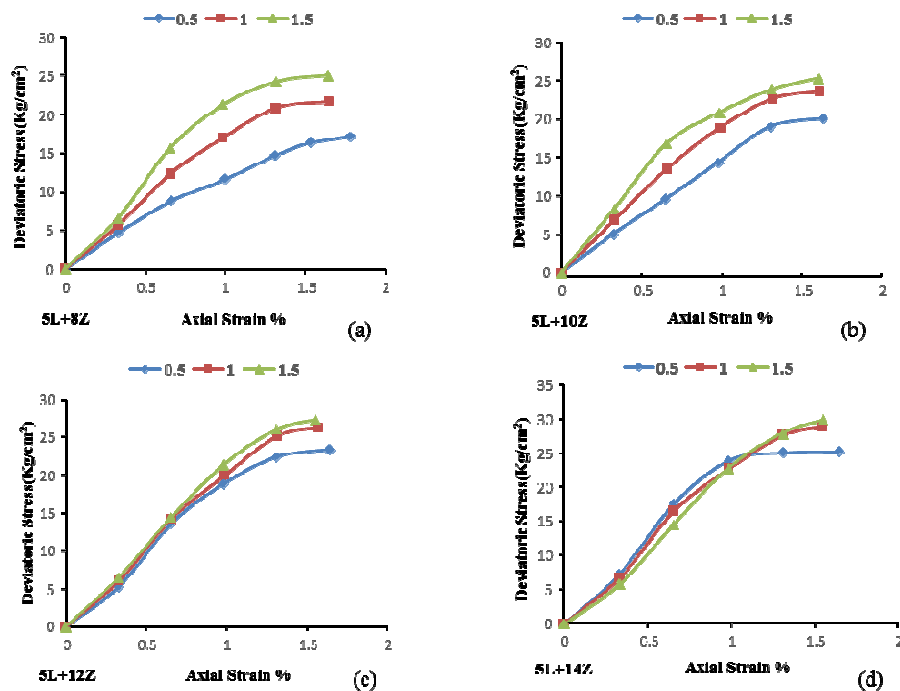 0.5 1 1.5
30
25
20
15
10
5
0
Deviatoric Stress(Kg/cm²)
0 0.5 1 1.5 2
5L+8Z Axial Strain % (a)
0.5 1 1.5
30
25
20
15
10
5
0
Deviatoric Stress(Kg/cm²)
0 0.5 1 1.5 2
5L+10Z Axial Strain % (b)
0.5 1 1.5
30
25
20
15
10
5
0
Deviatoric Stress(Kg/cm²)
0 0.5 1 1.5 2
5L+12Z Axial Strain % (c)
0.5 1 1.5
35
30
25
20
15
10
5
0
Deviatoric Stress(Kg/cm²)
0 0.5 1 1.5 2
5L+14Z Axial Strain % (d)